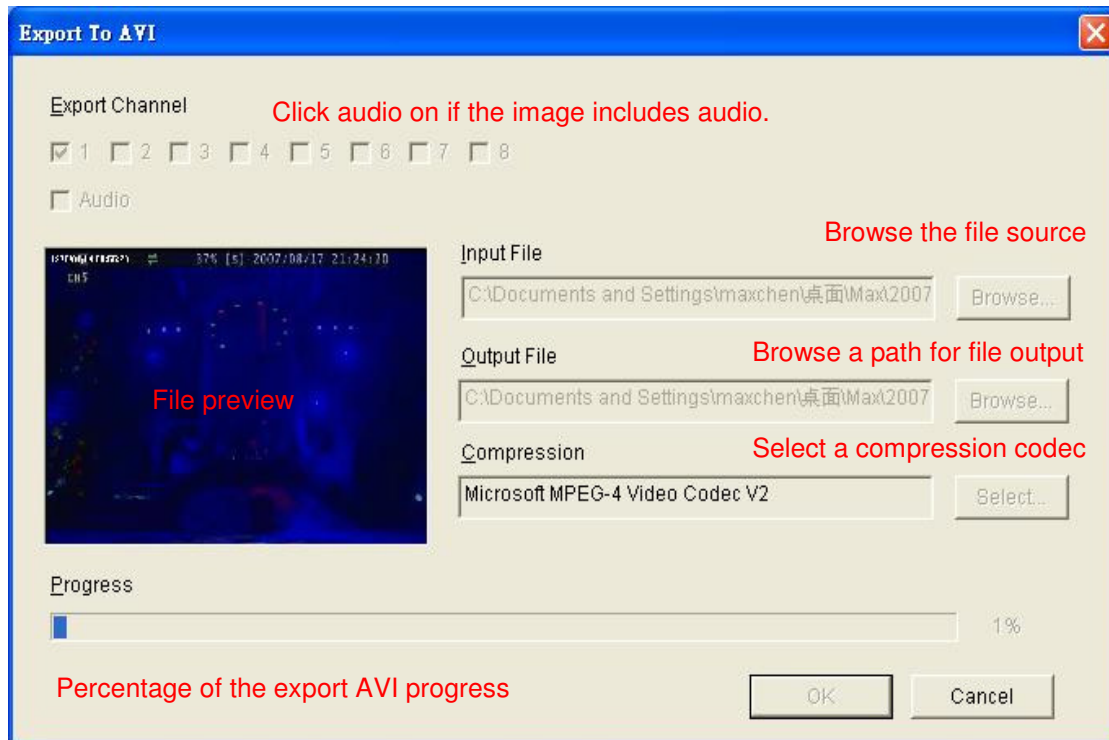 Export To AVI
Export Channel
Click audio on if the image includes audio.
1 2 3 4 5 6 7 8
Audio
Browse the file source
37% [S] 2007/08/17 21:24:20
CH5
Input File
C:\Documents and Settings\maxchen\桌面\Max\2007
Browse...
Output File
Browse a path for file output
File preview
C:\Documents and Settings\maxchen\桌面\Max\2007
Browse...
Compression
Select a compression codec
Microsoft MPEG-4 Video Codec V2
Select...
Progress
1%
Percentage of the export AVI progress
OK
Cancel